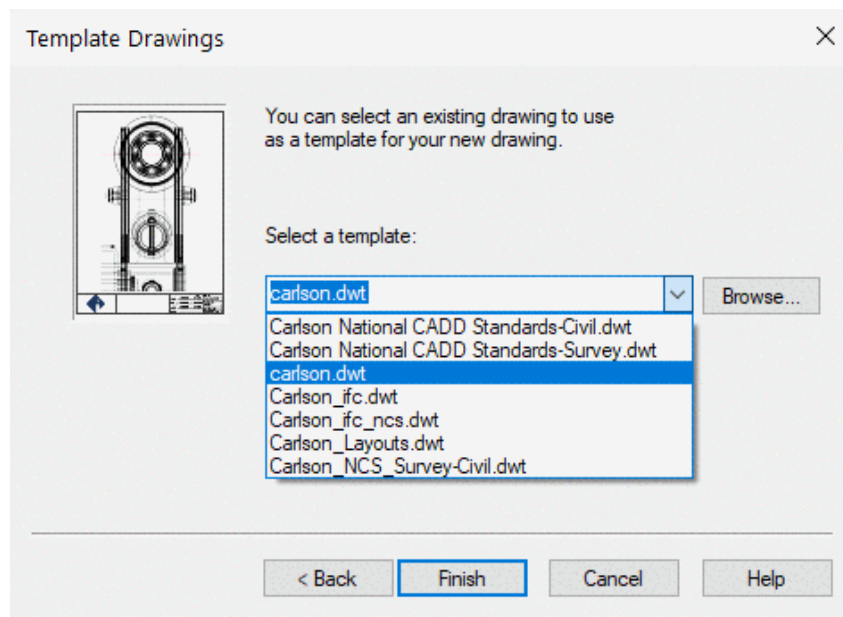 Template Drawings
You can select an existing drawing to use
as a template for your new drawing.
Select a template:
carlson.dwt
Browse...
Carlson National CADD Standards-Civil.dwt
Carlson National CADD Standards-Survey.dwt
carlson.dwt
Carlson_ifc.dwt
Carlson_ifc_ncs.dwt
Carlson_Layouts.dwt
Carlson_NCS_Survey-Civil.dwt
< Back
Finish
Cancel
Help